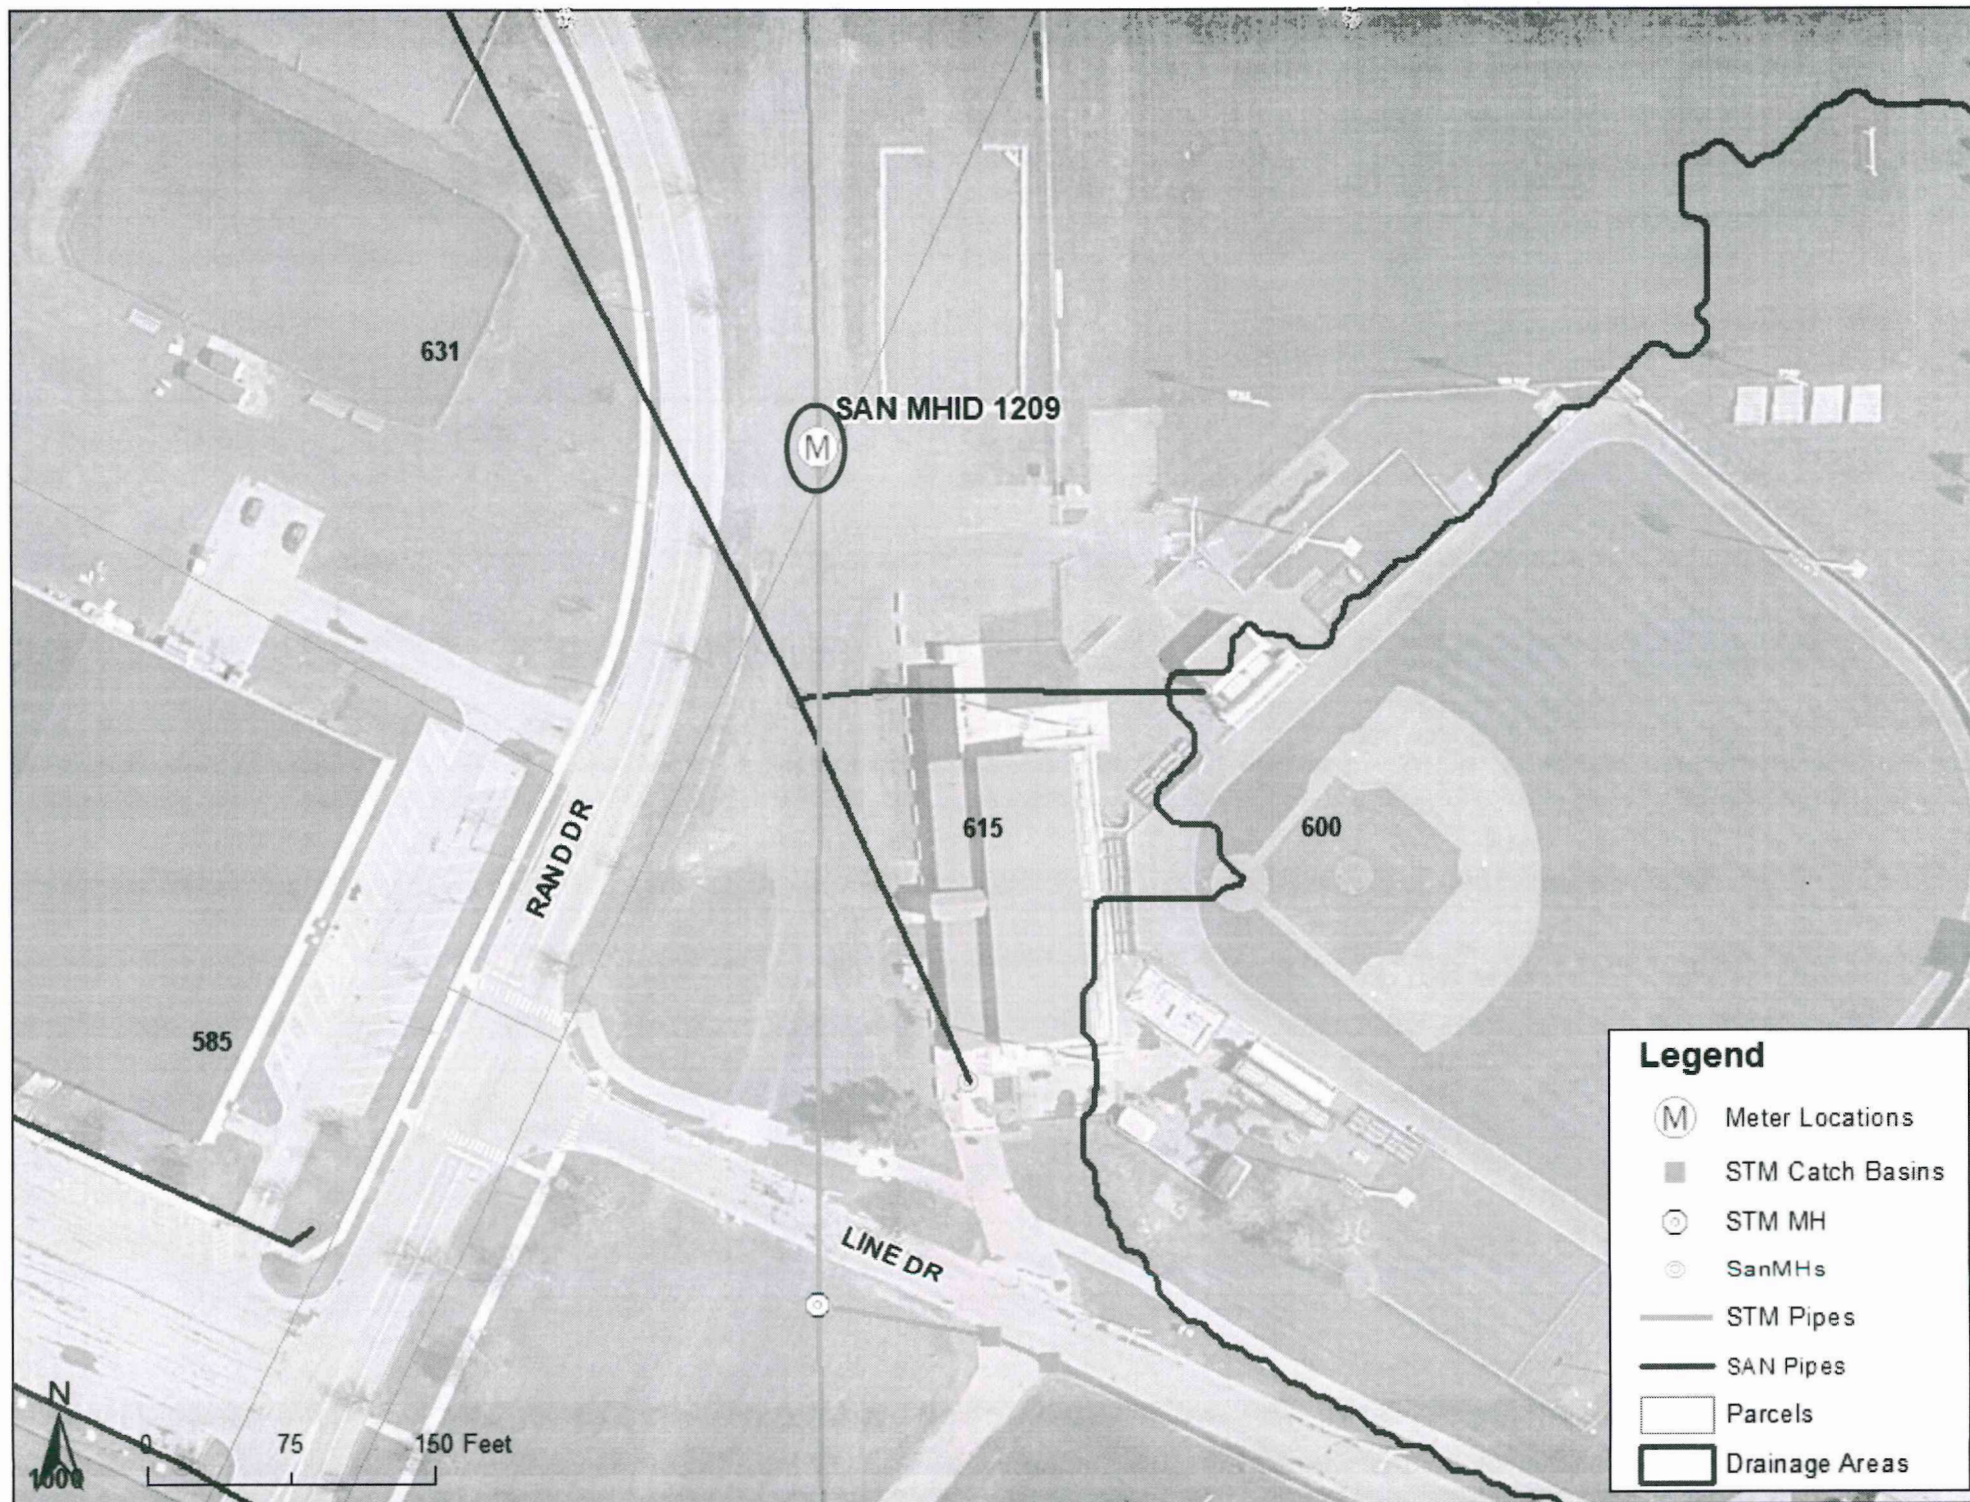 631
SAN MHID 1209
M
RAND DR
615
600
585
LINE DR
N
1000
0 75 150 Feet
Legend
M Meter Locations
STM Catch Basins
STM MH
SanMHs
STM Pipes
SAN Pipes
Parcels
Drainage Areas